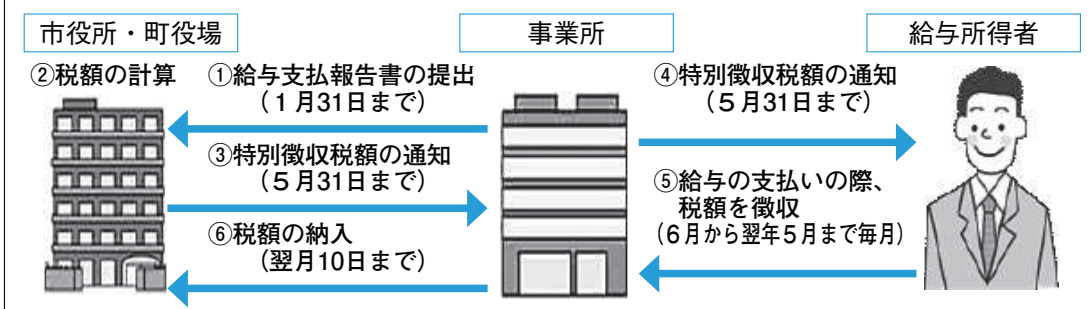 市役所・町役場
事業所
給与所得者
②税額の計算
①給与支払報告書の提出
（１月31日まで）
③特別徴収税額の通知
（５月31日まで）
⑥税額の納入
（翌月10日まで）
④特別徴収税額の通知
（５月31日まで）
⑤給与の支払いの際、
税額を徴収
（６月から翌年５月まで毎月）